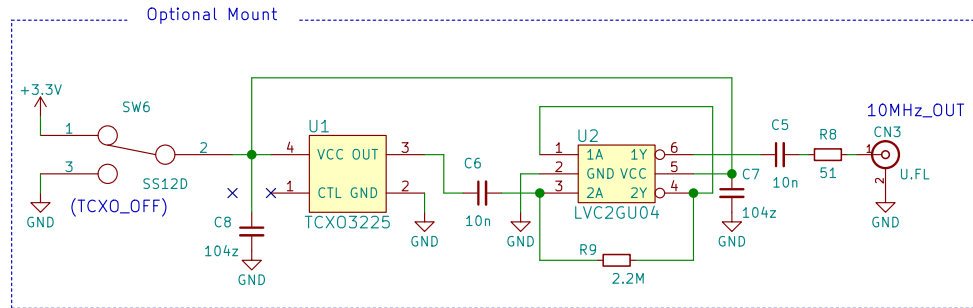 Optional Mount
+3.3V
SW6
1
2
3
SS12D
(TCXO_OFF)
GND
C8
104z
GND
U1
4 VCC OUT 3
1 CTL GND 2
TCXO3225
GND
C6
10n
GND
U2
1 1A 1Y 6
2 GND VCC 5
3 2A 2Y 4
LVC2GU04
R9
2.2M
C7
104z
GND
C5
10n
R8
51
10MHz_OUT
CN3
1
2
U.FL
GND